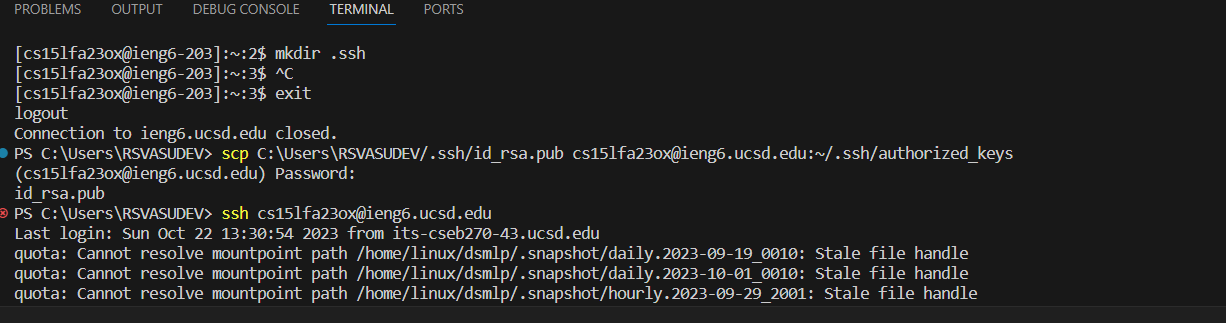 PROBLEMS OUTPUT DEBUG CONSOLE TERMINAL PORTS
[cs15lfa23ox@ieng6-203]:~:2$ mkdir .ssh
[cs15lfa23ox@ieng6-203]:~:3$ ^C
[cs15lfa23ox@ieng6-203]:~:3$ exit
logout
Connection to ieng6.ucsd.edu closed.
PS C:\Users\RSVASUDEV> scp C:\Users\RSVASUDEV/.ssh/id_rsa.pub cs15lfa23ox@ieng6.ucsd.edu:~/.ssh/authorized_keys
(cs15lfa23ox@ieng6.ucsd.edu) Password:
id_rsa.pub
PS C:\Users\RSVASUDEV> ssh cs15lfa23ox@ieng6.ucsd.edu
Last login: Sun Oct 22 13:30:54 2023 from its-cseb270-43.ucsd.edu
quota: Cannot resolve mountpoint path /home/linux/dsmlp/.snapshot/daily.2023-09-19_0010: Stale file handle
quota: Cannot resolve mountpoint path /home/linux/dsmlp/.snapshot/daily.2023-10-01_0010: Stale file handle
quota: Cannot resolve mountpoint path /home/linux/dsmlp/.snapshot/hourly.2023-09-29_2001: Stale file handle